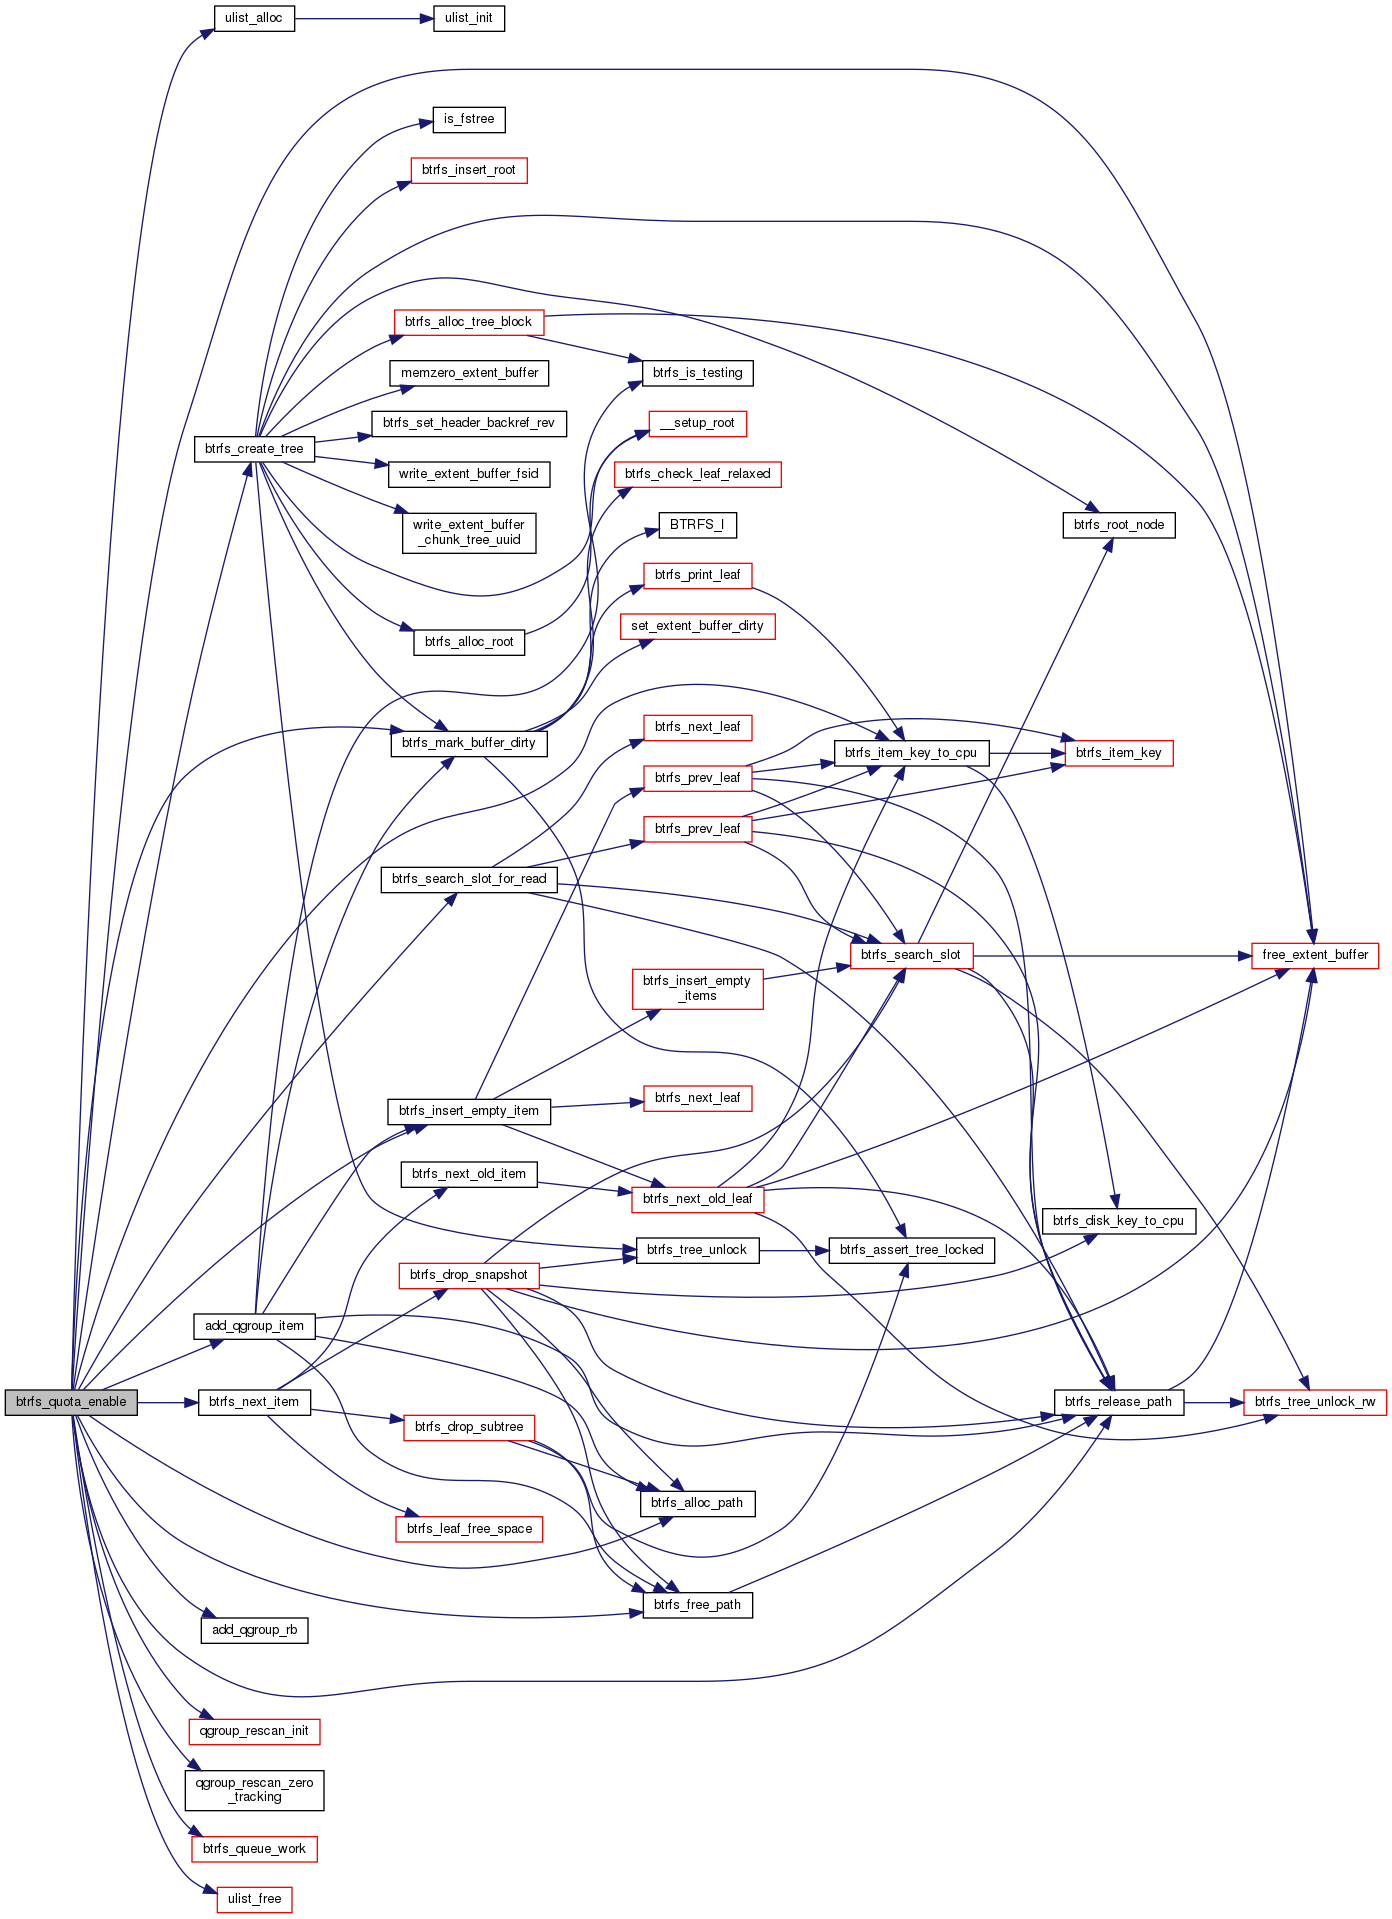 ulist_alloc
ulist_init
is_fstree
btrfs_insert_root
btrfs_alloc_tree_block
memzero_extent_buffer
btrfs_is_testing
btrfs_set_header_backref_rev
__setup_root
btrfs_create_tree
write_extent_buffer_fsid
btrfs_check_leaf_relaxed
write_extent_buffer
_chunk_tree_uuid
BTRFS_I
btrfs_root_node
btrfs_print_leaf
btrfs_alloc_root
set_extent_buffer_dirty
btrfs_mark_buffer_dirty
btrfs_next_leaf
btrfs_item_key_to_cpu
btrfs_item_key
btrfs_prev_leaf
btrfs_prev_leaf
btrfs_search_slot_for_read
btrfs_search_slot
free_extent_buffer
btrfs_insert_empty
_items
btrfs_insert_empty_item
btrfs_next_leaf
btrfs_next_old_item
btrfs_next_old_leaf
btrfs_disk_key_to_cpu
btrfs_tree_unlock
btrfs_assert_tree_locked
btrfs_drop_snapshot
add_qgroup_item
btrfs_quota_enable
btrfs_next_item
btrfs_release_path
btrfs_tree_unlock_rw
btrfs_drop_subtree
btrfs_alloc_path
btrfs_leaf_free_space
btrfs_free_path
add_qgroup_rb
qgroup_rescan_init
qgroup_rescan_zero
_tracking
btrfs_queue_work
ulist_free